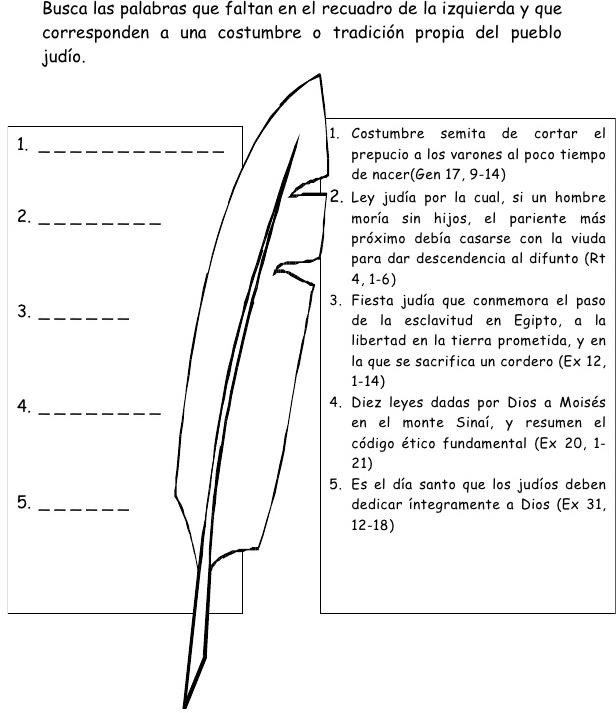 Busca las palabras que faltan en el recuadro de la izquierda y que
corresponden a una costumbre o tradición propia del pueblo
judío.
1. _ _ _ _ _ _ _ _ _ _ _ _
2. _ _ _ _ _ _ _ _
3. _ _ _ _ _ _
4. _ _ _ _ _ _ _ _
5. _ _ _ _ _ _
1. Costumbre semita de cortar el
prepucio a los varones al poco tiempo
de nacer(Gen 17, 9-14)
2. Ley judía por la cual, si un hombre
moría sin hijos, el pariente más
próximo debía casarse con la viuda
para dar descendencia al difunto (Rt
4, 1-6)
3. Fiesta judía que conmemora el paso
de la esclavitud en Egipto, a la
libertad en la tierra prometida, y en
la que se sacrifica un cordero (Ex 12,
1-14)
4. Diez leyes dadas por Dios a Moisés
en el monte Sinaí, y resumen el
código ético fundamental (Ex 20, 1-
21)
5. Es el día santo que los judíos deben
dedicar íntegramente a Dios (Ex 31,
12-18)